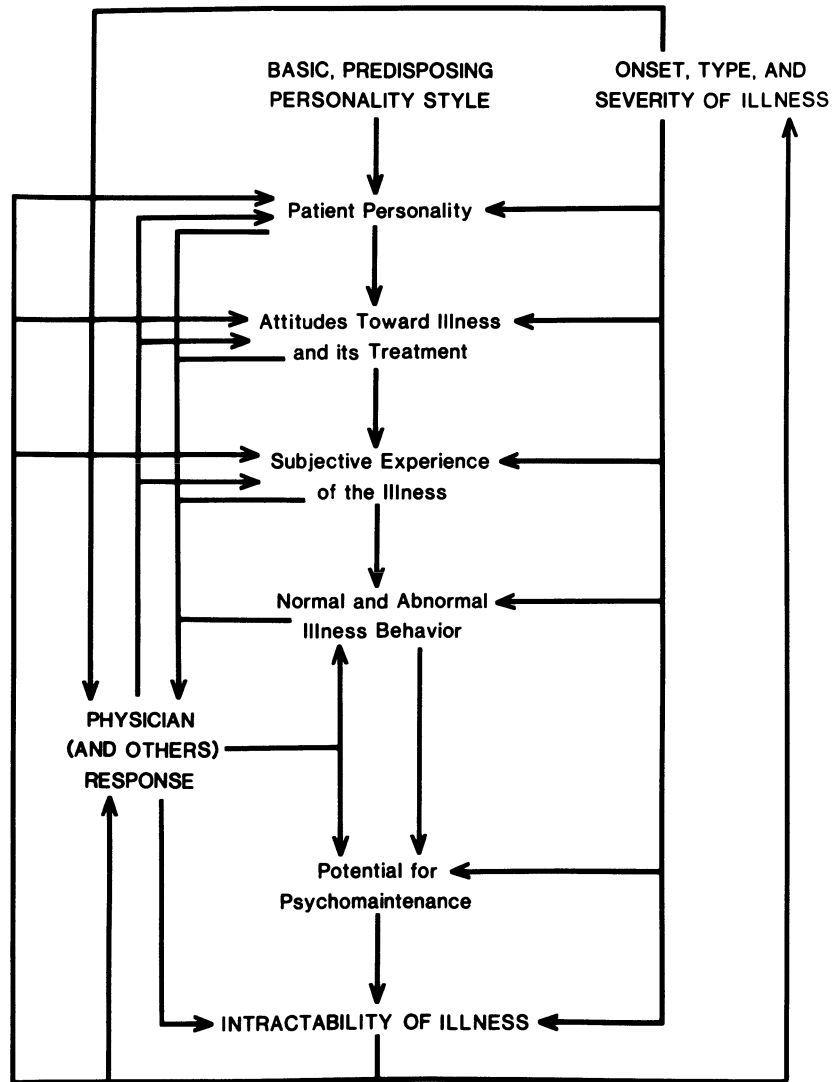 BASIC, PREDISPOSING
PERSONALITY STYLE
ONSET, TYPE, AND
SEVERITY OF ILLNESS
Patient Personality
Attitudes Toward Illness
and its Treatment
Subjective Experience
of the Illness
Normal and Abnormal
Illness Behavior
PHYSICIAN
(AND OTHERS)
RESPONSE
Potential for
Psychomaintenance
INTRACTABILITY OF ILLNESS